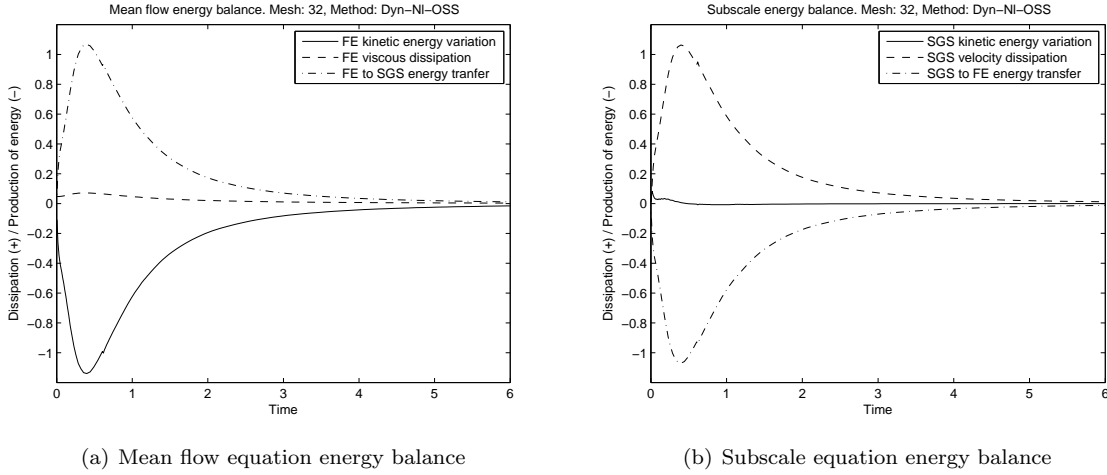 Mean flow energy balance. Mesh: 32, Method: Dyn−Nl−OSS
FE kinetic energy variation
FE viscous dissipation
FE to SGS energy tranfer
Dissipation (+) / Production of energy (−)
1
0.8
0.6
0.4
0.2
0
−0.2
−0.4
−0.6
−0.8
−1
0 1 2 3 4 5 6
Time
(a) Mean flow equation energy balance
Subscale energy balance. Mesh: 32, Method: Dyn−Nl−OSS
SGS kinetic energy variation
SGS velocity dissipation
SGS to FE energy transfer
Dissipation (+) / Production of energy (−)
1
0.8
0.6
0.4
0.2
0
−0.2
−0.4
−0.6
−0.8
−1
0 1 2 3 4 5 6
Time
(b) Subscale equation energy balance